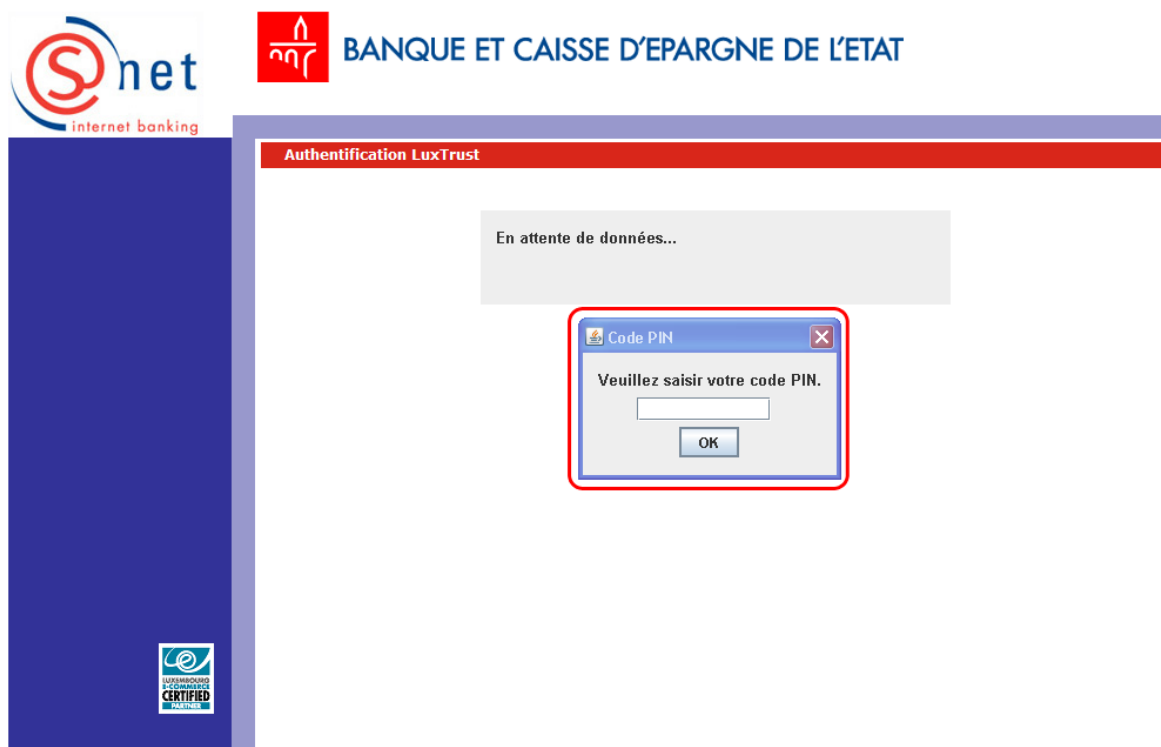 S net
internet banking
BANQUE ET CAISSE D'EPARGNE DE L'ETAT
Authentification LuxTrust
En attente de données...
Code PIN
Veuillez saisir votre code PIN.
OK
LUXEMBOURG
E-COMMERCE
CERTIFIED
PARTNER